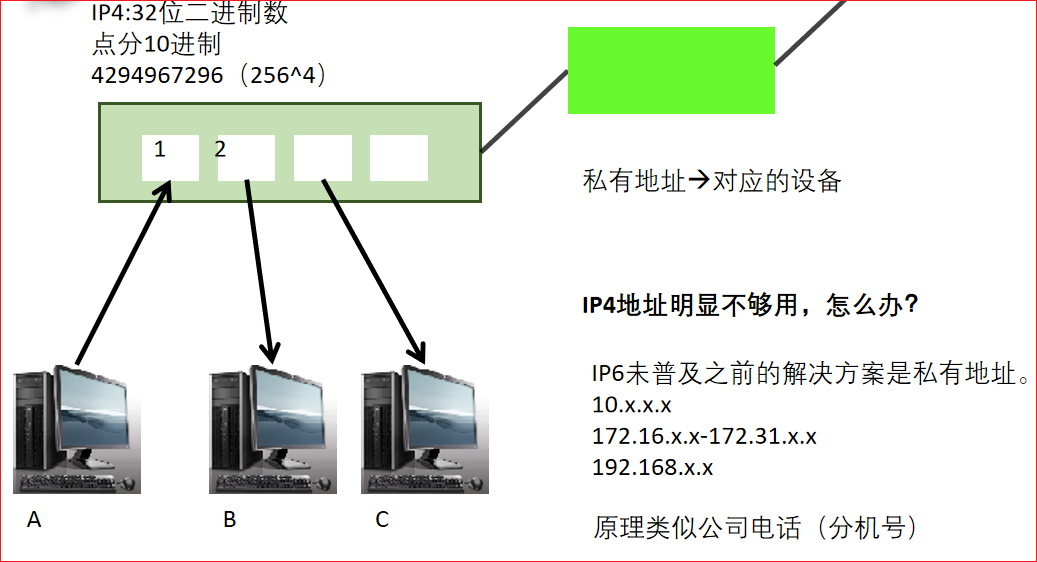 IP4:32位二进制数
点分10进制
4294967296（256^4）
1
2
私有地址→对应的设备
IP4地址明显不够用，怎么办？
IP6未普及之前的解决方案是私有地址。
10.x.x.x
172.16.x.x-172.31.x.x
192.168.x.x
原理类似公司电话（分机号）
A
B
C